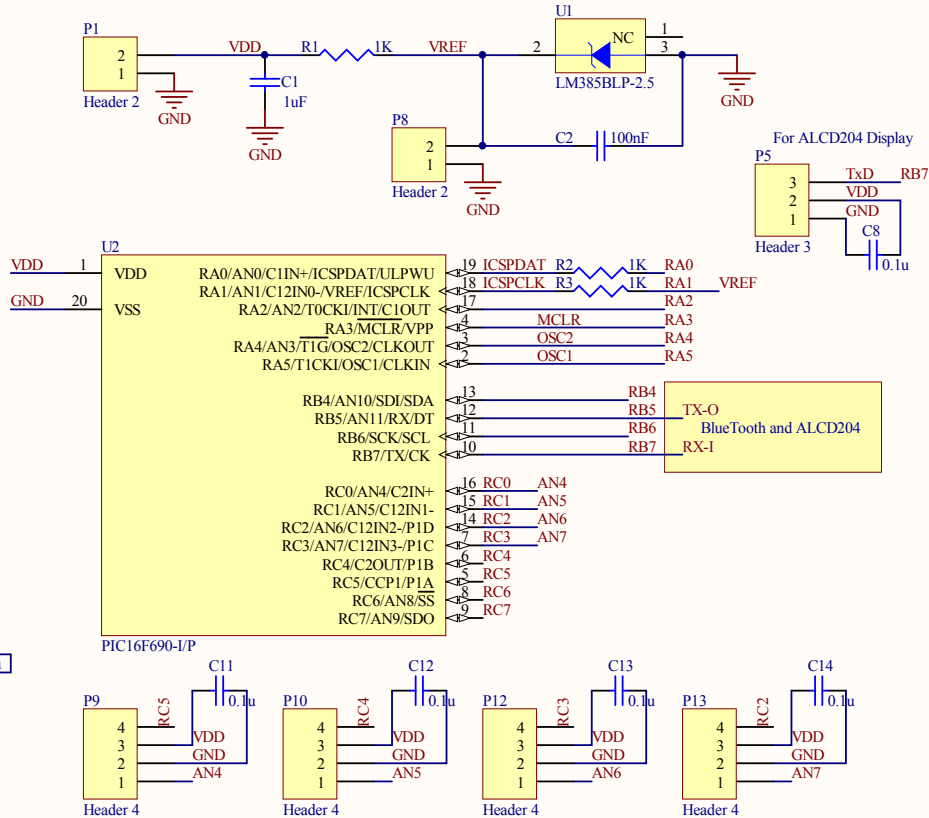 P1
2
1
Header 2
VDD
R1
1K
VREF
C1
1uF
GND
GND
U1
2
NC
1
3
LM385BLP-2.5
GND
P8
2
1
Header 2
GND
C2
100nF
For ALCD204 Display
P5
3
2
1
Header 3
TxD
RB7
VDD
GND
C8
0.1u
U2
VDD
1
VDD
GND
20
VSS
RA0/AN0/C1IN+/ICSPDAT/ULPWU 19 ICSPDAT R2 1K RA0
RA1/AN1/C12IN0-/VREF/ICSPCLK 18 ICSPCLK R3 1K RA1 VREF
RA2/AN2/T0CKI/INT/C1OUT 17 RA2
RA3/MCLR/VPP 4 MCLR RA3
RA4/AN3/T1G/OSC2/CLKOUT 3 OSC2 RA4
RA5/T1CKI/OSC1/CLKIN 2 OSC1 RA5
RB4/AN10/SDI/SDA 13 RB4
RB5/AN11/RX/DT 12 RB5 TX-O
RB6/SCK/SCL 11 RB6
RB7/TX/CK 10 RB7 RX-I
BlueTooth and ALCD204
RC0/AN4/C2IN+ 16 RC0 AN4
RC1/AN5/C12IN1- 15 RC1 AN5
RC2/AN6/C12IN2-/P1D 14 RC2 AN6
RC3/AN7/C12IN3-/P1C 7 RC3 AN7
RC4/C2OUT/P1B 6 RC4
RC5/CCP1/P1A 5 RC5
RC6/AN8/SS 8 RC6
RC7/AN9/SDO 9 RC7
PIC16F690-I/P
P9
4
3
2
1
Header 4
RC5
C11
0.1u
VDD
GND
AN4
P10
4
3
2
1
Header 4
RC4
C12
0.1u
VDD
GND
AN5
P12
4
3
2
1
Header 4
RC3
C13
0.1u
VDD
GND
AN6
P13
4
3
2
1
Header 4
RC2
C14
0.1u
VDD
GND
AN7